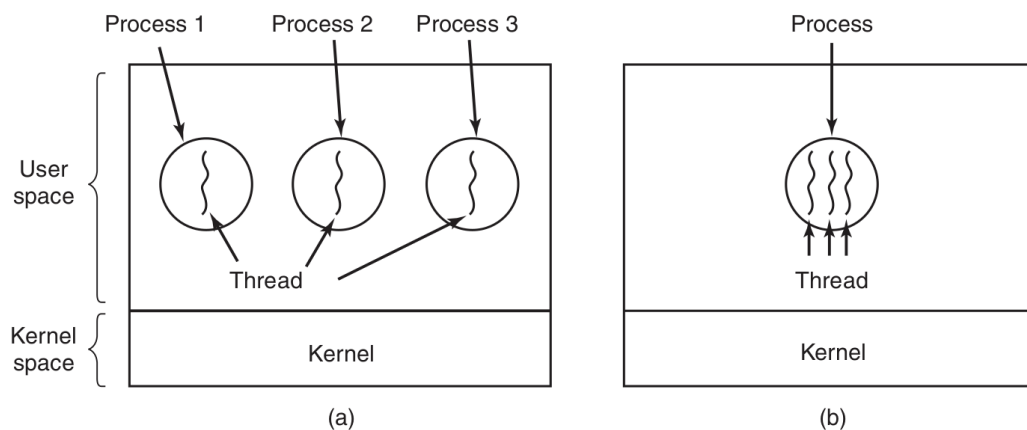 Process 1
Process 2
Process 3
Process
User
space
Thread
Thread
Kernel
space
Kernel
Kernel
(a)
(b)